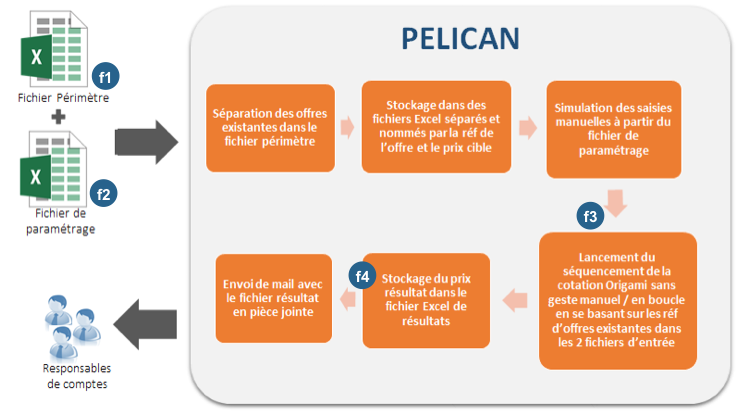 PELICAN
X
f1
Fichier Périmètre
+
X
f2
Fichier de
paramétrage
Séparation des offres
existantes dans le
fichier périmètre
Stockage dans des
fichiers Excel séparés et
nommés par la réf de
l'offre et le prix cible
Simulation des saisies
manuelles à partir du
fichier de
paramétrage
f3
Lancement du
séquencement de la
cotation Origami sans
geste manuel / en boucle
en se basant sur les réf
d'offres existantes dans
les 2 fichiers d'entrée
f4
Stockage du prix
résultat dans le
fichier Excel de
résultats
Envoi de mail avec
le fichier résultat
en pièce jointe
Responsables
de comptes